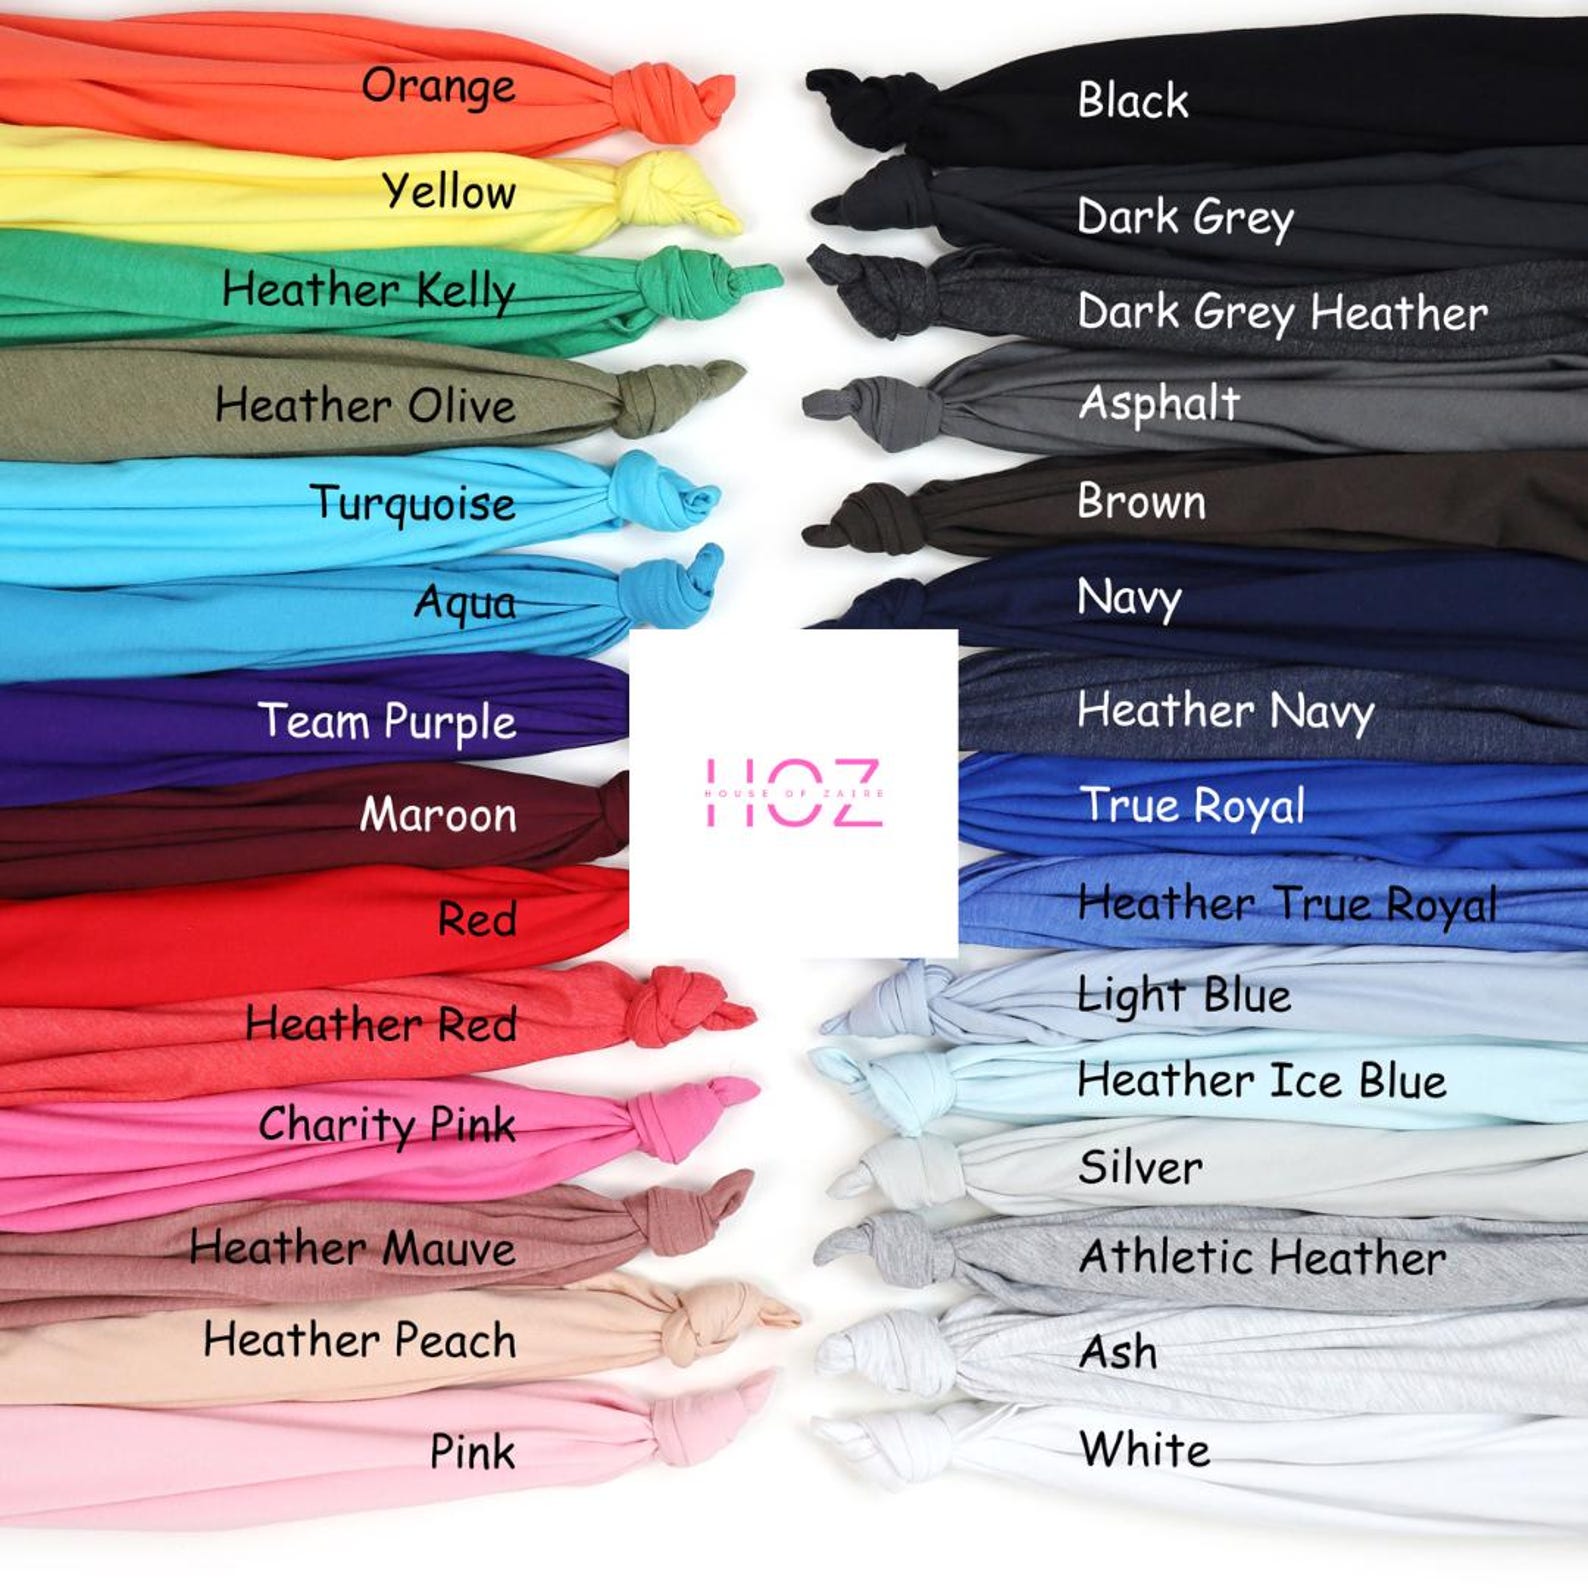 Orange
Yellow
Heather Kelly
Heather Olive
Turquoise
Aqua
Team Purple
Maroon
Red
Heather Red
Charity Pink
Heather Mauve
Heather Peach
Pink
HOZ
HOUSE OF ZAIRE
Black
Dark Grey
Dark Grey Heather
Asphalt
Brown
Navy
Heather Navy
True Royal
Heather True Royal
Light Blue
Heather Ice Blue
Silver
Athletic Heather
Ash
White